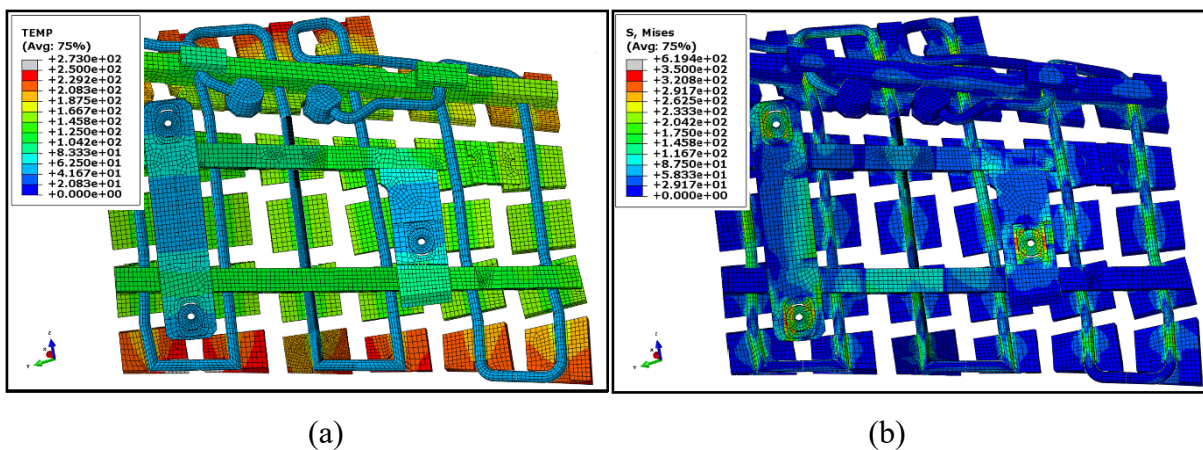 TEMP
(Avg: 75%)
+2.730e+02
+2.500e+02
+2.292e+02
+2.083e+02
+1.875e+02
+1.667e+02
+1.458e+02
+1.250e+02
+1.042e+02
+8.333e+01
+6.250e+01
+4.167e+01
+2.083e+01
+0.000e+00
Z
X
Y
S, Mises
(Avg: 75%)
+6.194e+02
+3.500e+02
+3.208e+02
+2.917e+02
+2.625e+02
+2.333e+02
+2.042e+02
+1.750e+02
+1.458e+02
+1.167e+02
+8.750e+01
+5.833e+01
+2.917e+01
+0.000e+00
Z
X
Y
(a)
(b)